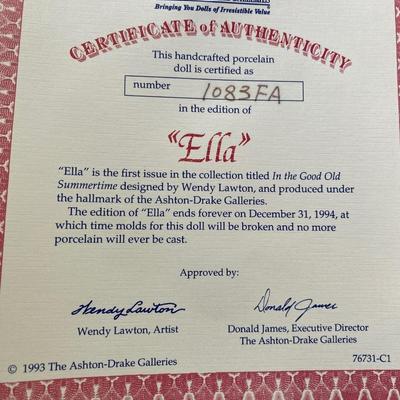 Bringing You Dolls of Irresistible Value
CERTIFICATE of AUTHENTICITY
This handcrafted porcelain
doll is certified as
number 1083FA
in the edition of
"Ella"
"Ella" is the first issue in the collection titled In the Good Old
Summertime designed by Wendy Lawton, and produced under
the hallmark of the Ashton-Drake Galleries.
The edition of "Ella" ends forever on December 31, 1994, at
which time molds for this doll will be broken and no more
porcelain will ever be cast.
Approved by:
Wendy Lawton Donald James
Wendy Lawton, Artist Donald James, Executive Director
The Ashton-Drake Galleries
© 1993 The Ashton-Drake Galleries 76731-C1